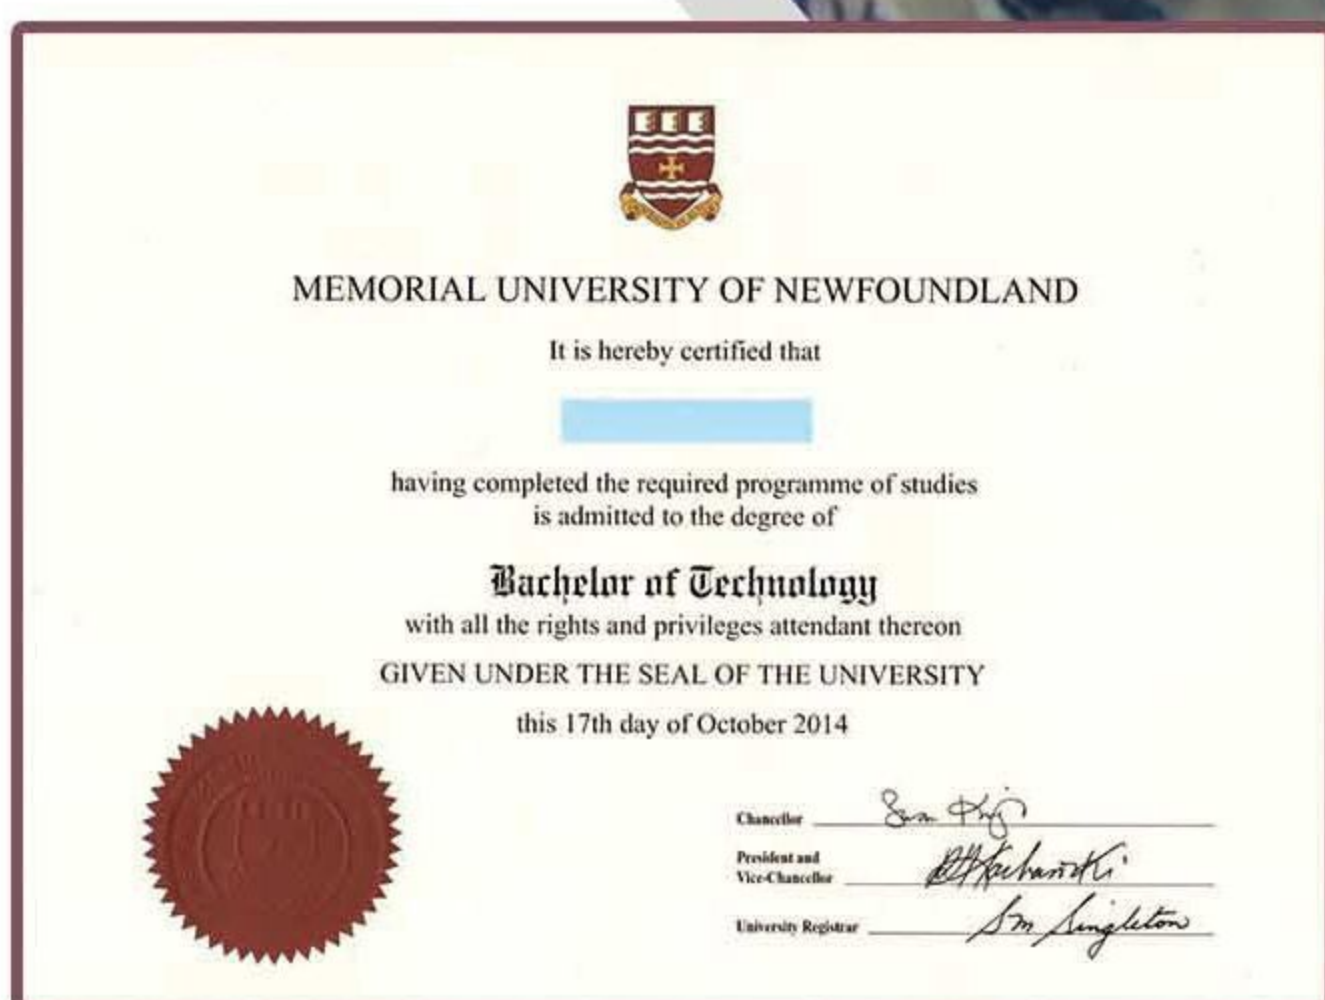 MEMORIAL UNIVERSITY OF NEWFOUNDLAND
It is hereby certified that
having completed the required programme of studies
is admitted to the degree of
Bachelor of Technology
with all the rights and privileges attendant thereon
GIVEN UNDER THE SEAL OF THE UNIVERSITY
this 17th day of October 2014
Chancellor
President and
Vice-Chancellor
University Registrar SM Singleton